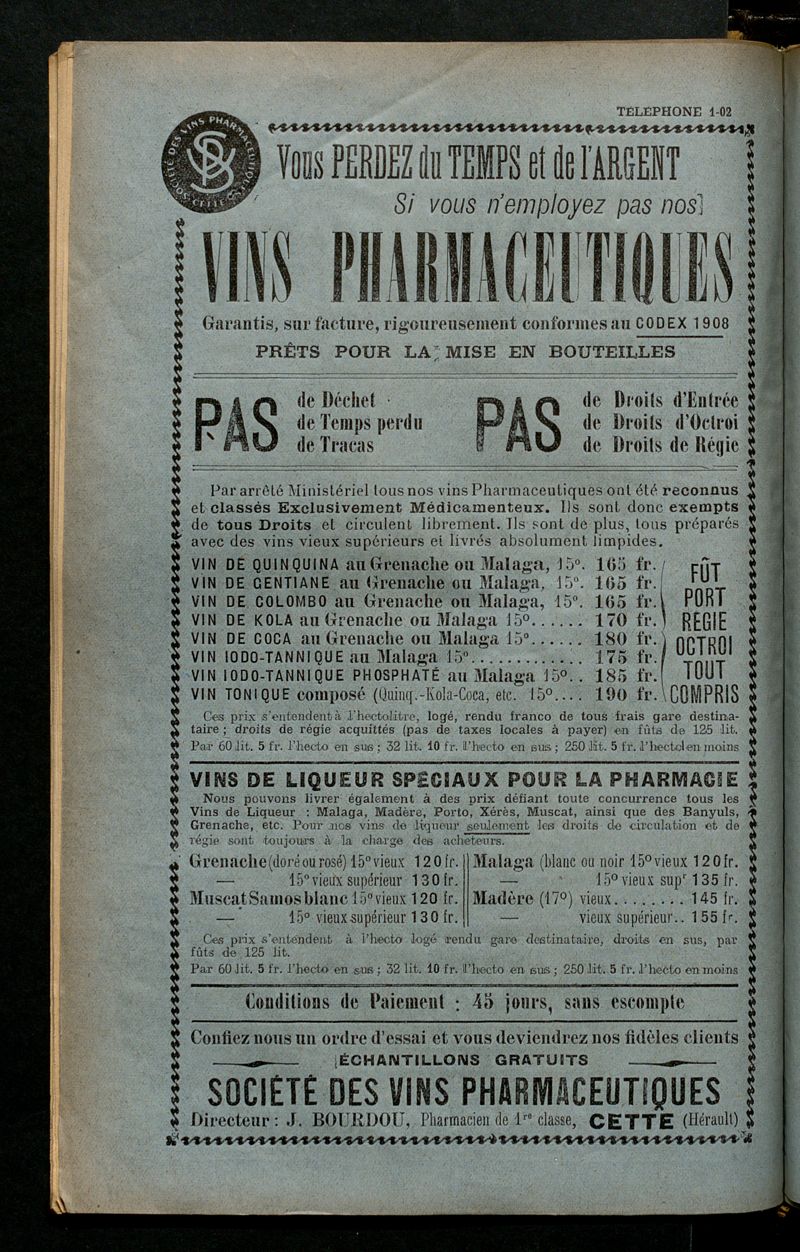 TÉLÉPHONE 1-02
SOCIÉTÉ DES VINS PHARMACEUTIQUES
CETTE
Vous PERDEZ du TEMPS et de l'ARGENT
Si vous n'employez pas nos
VINS PHARMACEUTIQUES
Garantis, sur facture, rigoureusement conformes au CODEX 1908
PRÊTS POUR LA MISE EN BOUTEILLES
PAS de Déchet
de Temps perdu
de Tracas
PAS de Droits d'Entrée
de Droits d'Octroi
de Droits de Régie
Par arrêté Ministériel tous nos vins Pharmaceutiques ont été reconnus
et classés Exclusivement Médicamenteux. Ils sont donc exempts
de tous Droits et circulent librement. Ils sont de plus, tous préparés
avec des vins vieux supérieurs et livrés absolument limpides.
VIN DE QUINQUINA au Grenache ou Malaga, 15°. 165 fr.
VIN DE GENTIANE au Grenache ou Malaga, 15°. 165 fr.
VIN DE COLOMBO au Grenache ou Malaga, 15°. 165 fr.
VIN DE KOLA au Grenache ou Malaga 15°...... 170 fr.
VIN DE COCA au Grenache ou Malaga 15°...... 180 fr.
VIN IODO-TANNIQUE au Malaga 15°............. 175 fr.
VIN IODO-TANNIQUE PHOSPHATÉ au Malaga 15°.. 185 fr.
VIN TONIQUE composé (Quinq.-Kola-Coca, etc. 15°.... 190 fr.
FÛT
PORT
RÉGIE
OCTROI
TOUT
COMPRIS
Ces prix s'entendent à l'hectolitre, logé, rendu franco de tous frais gare destina-
taire ; droits de régie acquittés (pas de taxes locales à payer) en fûts de 125 lit.
Par 60 lit. 5 fr. l'hecto en sus ; 32 lit. 10 fr. l'hecto en sus ; 250 lit. 5 fr. l'hecto en moins
VINS DE LIQUEUR SPÉCIAUX POUR LA PHARMACIE
Nous pouvons livrer également à des prix défiant toute concurrence tous les
Vins de Liqueur : Malaga, Madère, Porto, Xérès, Muscat, ainsi que des Banyuls,
Grenache, etc. Pour nos vins de liqueur seulement les droits de circulation et de
régie sont toujours à la charge des acheteurs.
Grenache (doré ou rosé) 15° vieux 120 fr.
— 15° vieux supérieur 130 fr.
Muscat Samos blanc 15° vieux 120 fr.
— 15° vieux supérieur 130 fr.
Malaga (blanc ou noir 15° vieux 120 fr.
— 15° vieux supr 135 fr.
Madère (17°) vieux........ 145 fr.
— vieux supérieur.. 155 fr.
Ces prix s'entendent à l'hecto logé rendu gare destinataire, droits en sus, par
fûts de 125 lit.
Par 60 lit. 5 fr. l'hecto en sus ; 32 lit. 10 fr. l'hecto en sus ; 250 lit. 5 fr. l'hecto en moins
Conditions de Paiement : 45 jours, sans escompte
Confiez nous un ordre d'essai et vous deviendrez nos fidèles clients
ÉCHANTILLONS GRATUITS
SOCIÉTÉ DES VINS PHARMACEUTIQUES
Directeur : J. BOURDOU, Pharmacien de 1re classe, CETTE (Hérault)